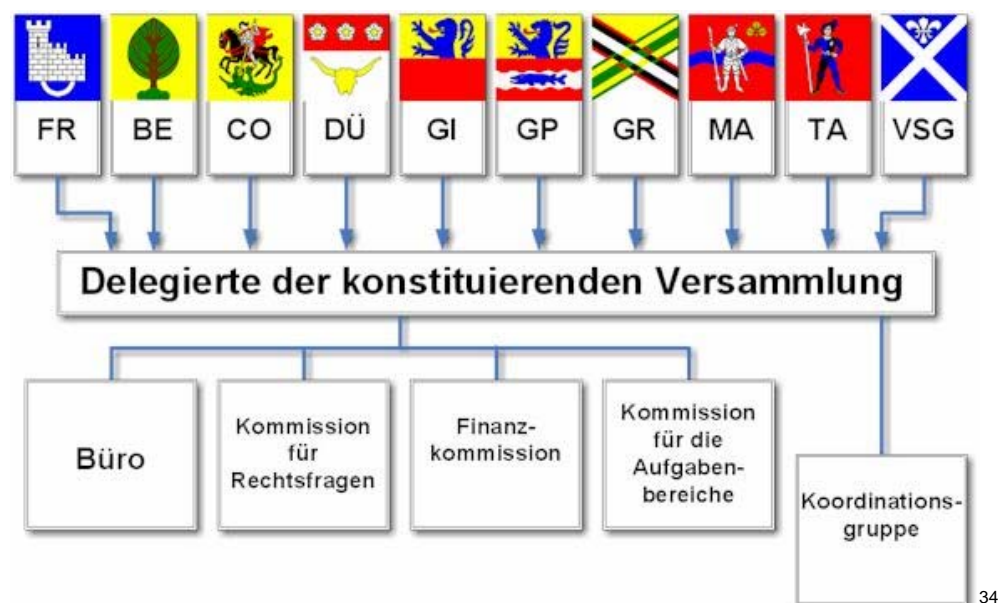 FR BE CO DÜ GI GP GR MA TA VSG
Delegierte der konstituierenden Versammlung
Büro
Kommission
für
Rechtsfragen
Finanz-
kommission
Kommission
für die
Aufgaben-
bereiche
Koordinations-
gruppe
34